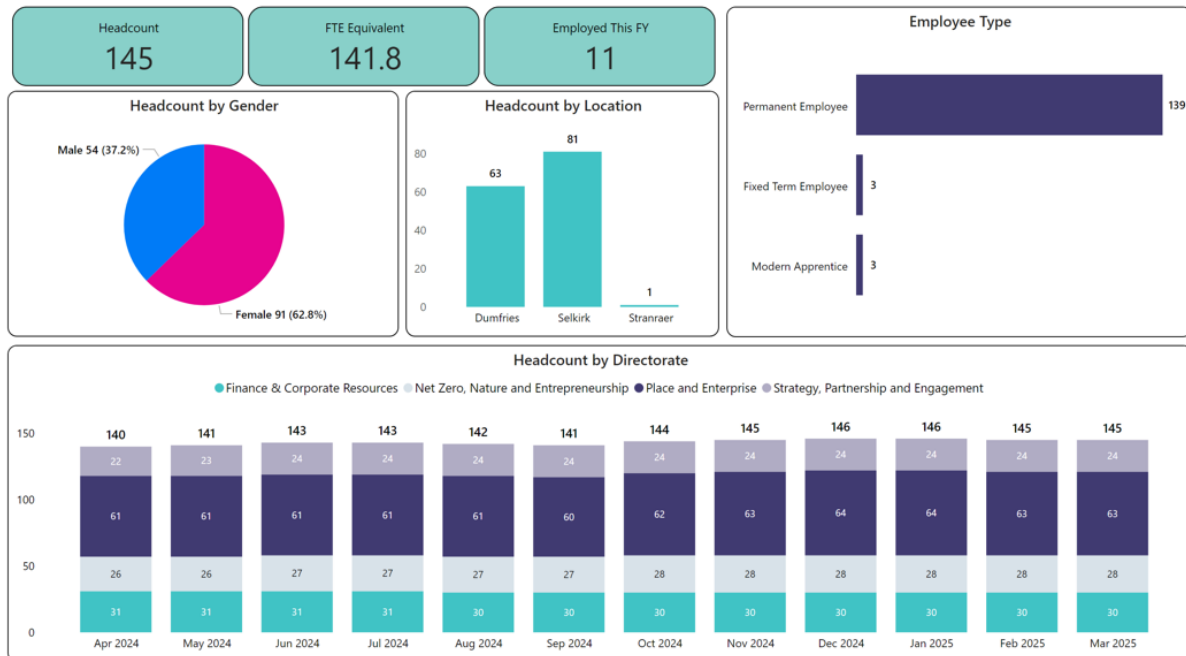 Headcount
145
FTE Equivalent
141.8
Employed This FY
11
Employee Type
Permanent Employee
139
Fixed Term Employee
3
Modern Apprentice
3
Headcount by Gender
Male 54 (37.2%)
Female 91 (62.8%)
Headcount by Location
80
60
40
20
0
63
81
1
Dumfries Selkirk Stranraer
Headcount by Directorate
Finance & Corporate Resources Net Zero, Nature and Entrepreneurship Place and Enterprise Strategy, Partnership and Engagement
150
100
50
0
140 141 143 143 142 141 144 145 146 146 145 145
22 23 24 24 24 24 24 24 24 24 24 24
61 61 61 61 61 60 62 63 64 64 63 63
26 26 27 27 27 27 28 28 28 28 28 28
31 31 31 31 30 30 30 30 30 30 30 30
Apr 2024 May 2024 Jun 2024 Jul 2024 Aug 2024 Sep 2024 Oct 2024 Nov 2024 Dec 2024 Jan 2025 Feb 2025 Mar 2025